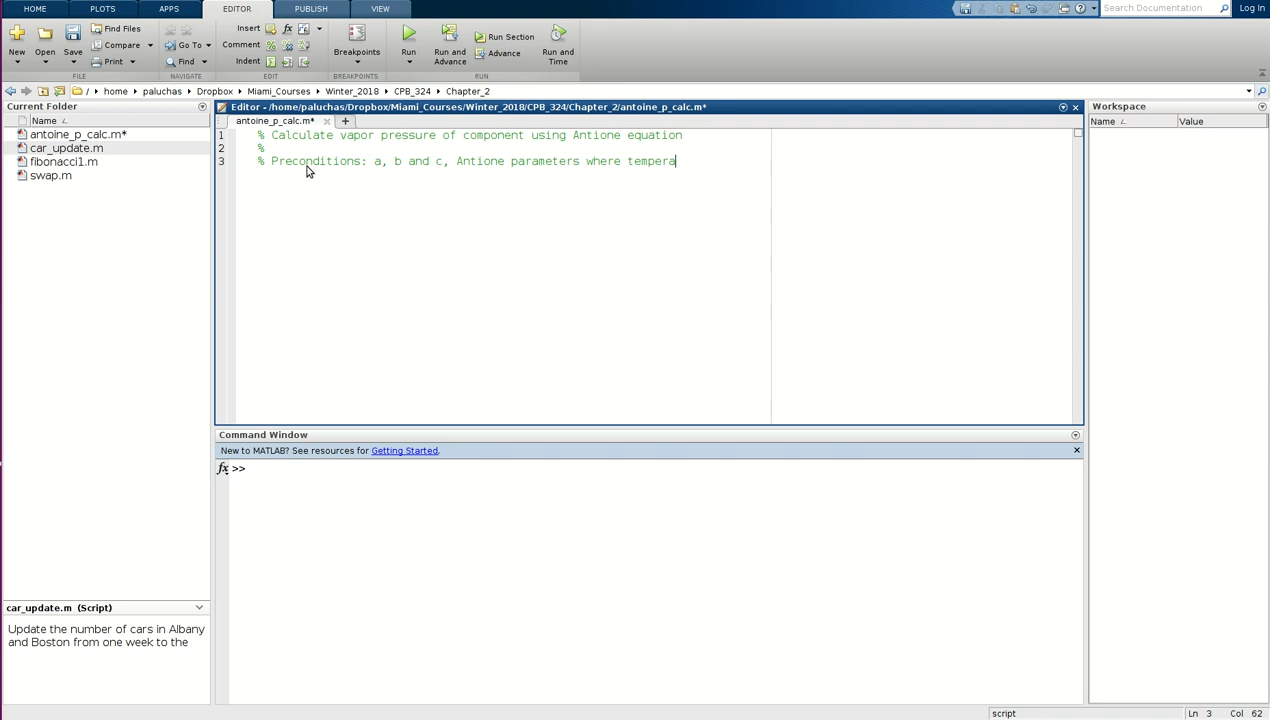 HOME PLOTS APPS EDITOR PUBLISH VIEW Search Documentation Log In
New Open Save Find Files Compare Print Go To Find Insert Comment Indent fx Breakpoints Run Run and Advance Run Section Advance Run and Time
FILE NAVIGATE EDIT BREAKPOINTS RUN
/ home paluchas Dropbox Miami_Courses Winter_2018 CPB_324 Chapter_2
Current Folder
Name
antoine_p_calc.m*
car_update.m
fibonacci1.m
swap.m
car_update.m (Script)
Update the number of cars in Albany
and Boston from one week to the
Editor - /home/paluchas/Dropbox/Miami_Courses/Winter_2018/CPB_324/Chapter_2/antoine_p_calc.m*
antoine_p_calc.m*
1 % Calculate vapor pressure of component using Antione equation
2 %
3 % Preconditions: a, b and c, Antione parameters where tempera
Command Window
New to MATLAB? See resources for Getting Started.
fx >>
Workspace
Name Value
script Ln 3 Col 62